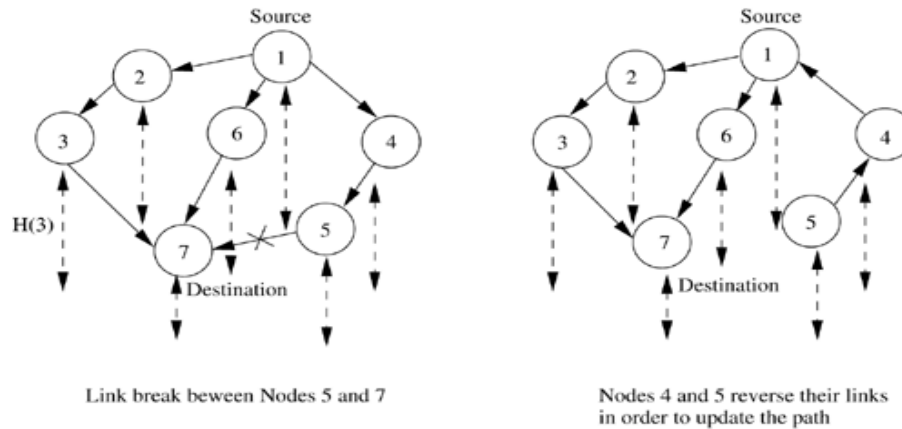 Source
1
2
3
6
4
H(3)
5
7
Destination
Link break beween Nodes 5 and 7
Source
1
2
3
6
4
5
7
Destination
Nodes 4 and 5 reverse their links
in order to update the path